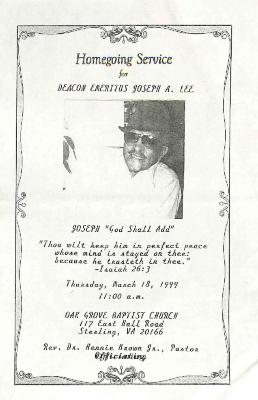 Homegoing Service
for
DEACON EMERITUS JOSEPH A. LEE
JOSEPH "God Shall Add"
"Thou wilt keep him in perfect peace
whose mind is stayed on thee:
because he trusteth in thee."
-Isaiah 26:3
Thursday, March 18, 1999
11:00 a.m.
OAK GROVE BAPTIST CHURCH
117 East Hall Road
Sterling, VA 20166
Rev. Dr. Hennie Brown Jr., Pastor
Officiating